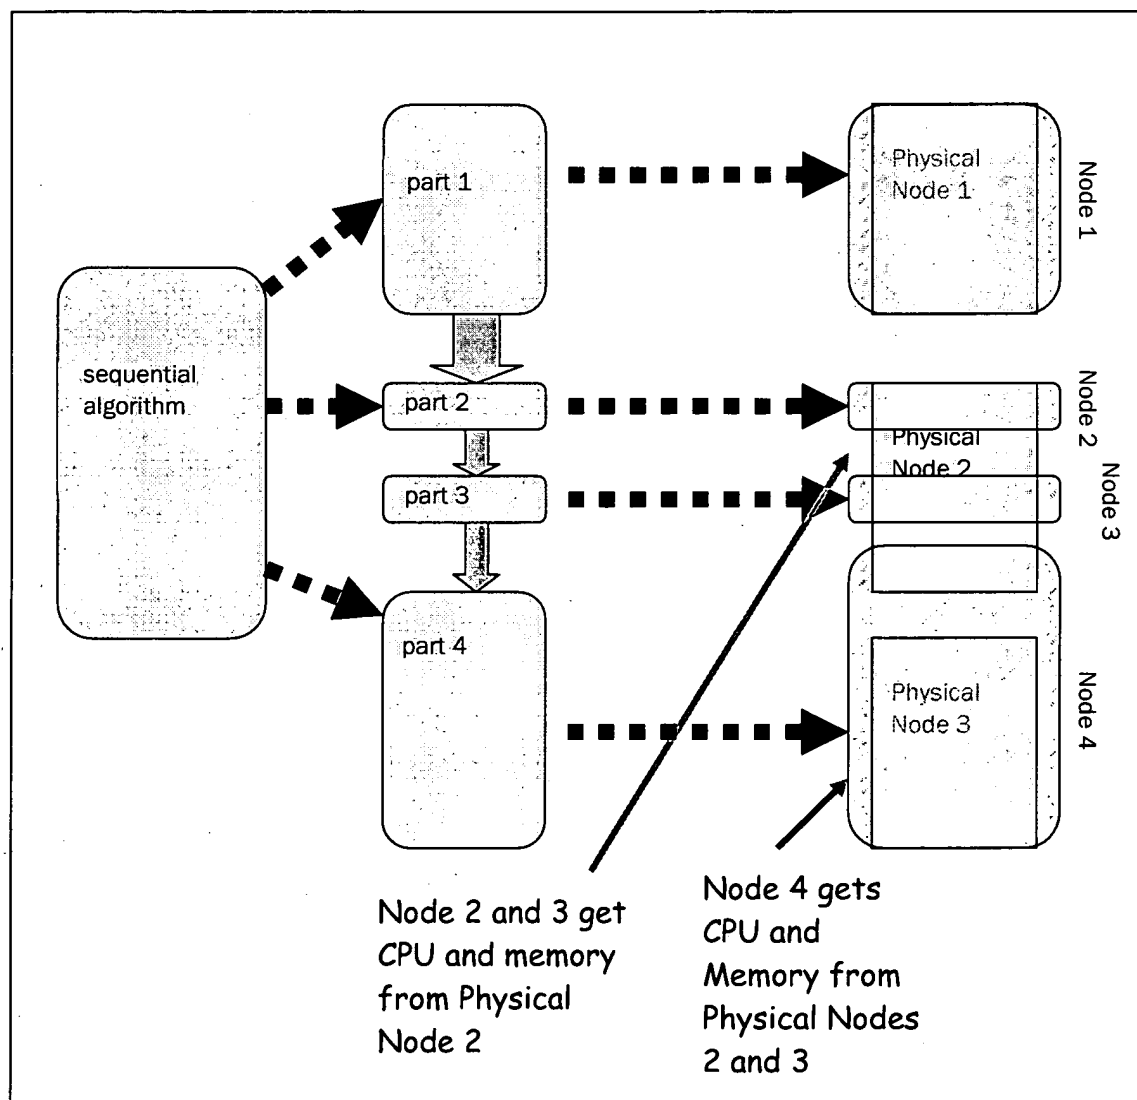 part 1
Physical
Node 1
Node 1
sequential
algorithm
part 2
Node 2
Physical
Node 2
part 3
Node 3
part 4
Physical
Node 3
Node 4
Node 2 and 3 get
CPU and memory
from Physical
Node 2
Node 4 gets
CPU and
Memory from
Physical Nodes
2 and 3